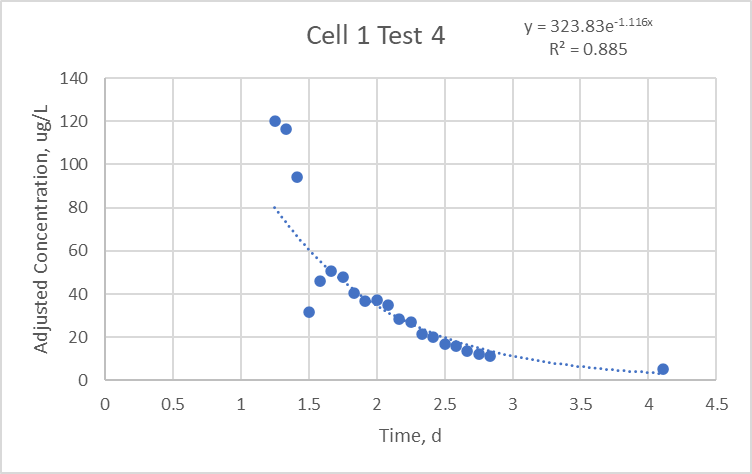 Cell 1 Test 4
y = 323.83e^-1.116x
R² = 0.885
Adjusted Concentration, ug/L
140
120
100
80
60
40
20
0
0 0.5 1 1.5 2 2.5 3 3.5 4 4.5
Time, d